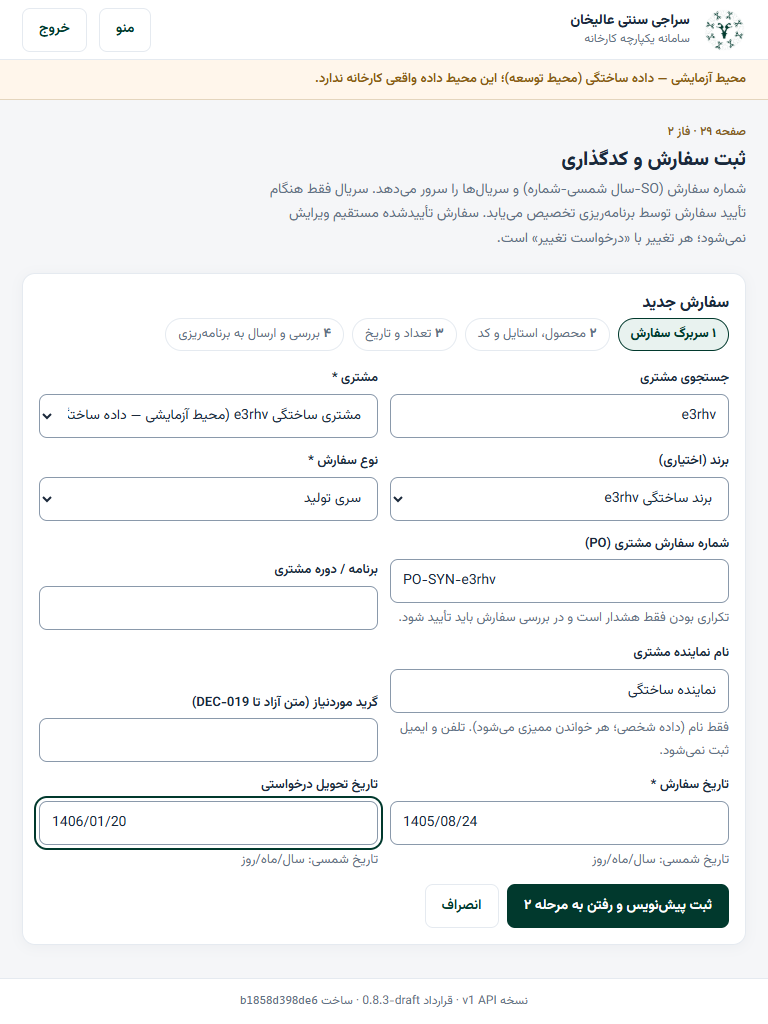 سراجی سنتی عالیخان
سامانه یکپارچه کارخانه
منو
خروج
محیط آزمایشی — داده ساختگی (محیط توسعه)؛ این محیط داده واقعی کارخانه ندارد.
صفحه ۲۹ · فاز ۲
ثبت سفارش و کدگذاری
شماره سفارش (SO-سال شمسی-شماره) و سریال‌ها را سرور می‌دهد. سریال فقط هنگام
تأیید سفارش توسط برنامه‌ریزی تخصیص می‌یابد. سفارش تأییدشده مستقیم ویرایش
نمی‌شود؛ هر تغییر با «درخواست تغییر» است.
سفارش جدید
۱ سربرگ سفارش
۲ محصول، استایل و کد
۳ تعداد و تاریخ
۴ بررسی و ارسال به برنامه‌ریزی
جستجوی مشتری
e3rhv
مشتری *
مشتری ساختگی e3rhv (محیط آزمایشی — داده
برند (اختیاری)
برند ساختگی e3rhv
نوع سفارش *
سری تولید
شماره سفارش مشتری (PO)
PO-SYN-e3rhv
تکراری بودن فقط هشدار است و در بررسی سفارش باید تأیید شود.
برنامه / دوره مشتری
نام نماینده مشتری
نماینده ساختگی
فقط نام (داده شخصی؛ هر خواندن ممیزی می‌شود). تلفن و ایمیل
ثبت نمی‌شود.
گرید موردنیاز (متن آزاد تا DEC-019)
تاریخ سفارش *
1405/08/24
تاریخ شمسی: سال/ماه/روز
تاریخ تحویل درخواستی
1406/01/20
تاریخ شمسی: سال/ماه/روز
ثبت پیش‌نویس و رفتن به مرحله ۲
انصراف
نسخه API v1 · قرارداد 0.8.3-draft · ساخت b1858d398de6